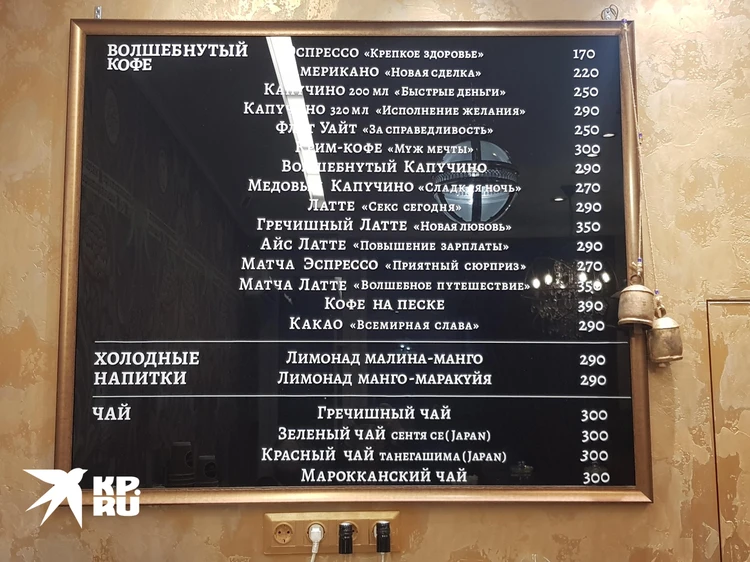 ВОЛШЕБНУТЫЙ
КОФЕ
ЭСПРЕССО «КРЕПКОЕ ЗДОРОВЬЕ» 170
АМЕРИКАНО «НОВАЯ СДЕЛКА» 220
КАПУЧИНО 200 МЛ «БЫСТРЫЕ ДЕНЬГИ» 250
КАПУЧИНО 320 МЛ «ИСПОЛНЕНИЕ ЖЕЛАНИЯ» 290
ФЛЭТ УАЙТ «ЗА СПРАВЕДЛИВОСТЬ» 250
КРИМ-КОФЕ «МУЖ МЕЧТЫ» 300
ВОЛШЕБНУТЫЙ КАПУЧИНО 290
МЕДОВЫЙ КАПУЧИНО «СЛАДКАЯ НОЧЬ» 270
ЛАТТЕ «СЕКС СЕГОДНЯ» 290
ГРЕЧИШНЫЙ ЛАТТЕ «НОВАЯ ЛЮБОВЬ» 350
АЙС ЛАТТЕ «ПОВЫШЕНИЕ ЗАРПЛАТЫ» 290
МАТЧА ЭСПРЕССО «ПРИЯТНЫЙ СЮРПРИЗ» 270
МАТЧА ЛАТТЕ «ВОЛШЕБНОЕ ПУТЕШЕСТВИЕ» 350
КОФЕ НА ПЕСКЕ 390
КАКАО «ВСЕМИРНАЯ СЛАВА» 290
ХОЛОДНЫЕ
НАПИТКИ
ЛИМОНАД МАЛИНА-МАНГО 290
ЛИМОНАД МАНГО-МАРАКУЙЯ 290
ЧАЙ
ГРЕЧИШНЫЙ ЧАЙ 300
ЗЕЛЕНЫЙ ЧАЙ СЕНТЯ СЕ (JAPAN) 300
КРАСНЫЙ ЧАЙ ТАНЕГАШИМА (JAPAN) 300
МАРОККАНСКИЙ ЧАЙ 300
KP.
RU